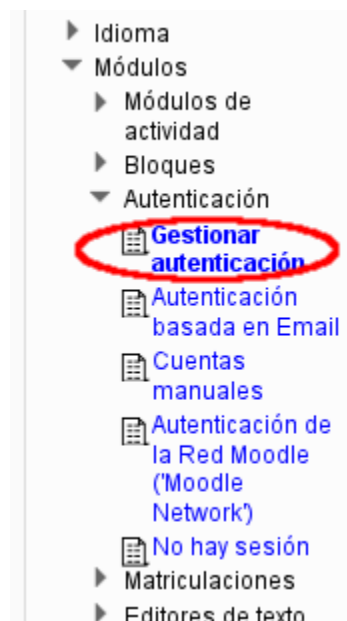 Idioma
Módulos
Módulos de
actividad
Bloques
Autenticación
Gestionar
autenticación
Autenticación
basada en Email
Cuentas
manuales
Autenticación de
la Red Moodle
('Moodle
Network')
No hay sesión
Matriculaciones
Editores de texto